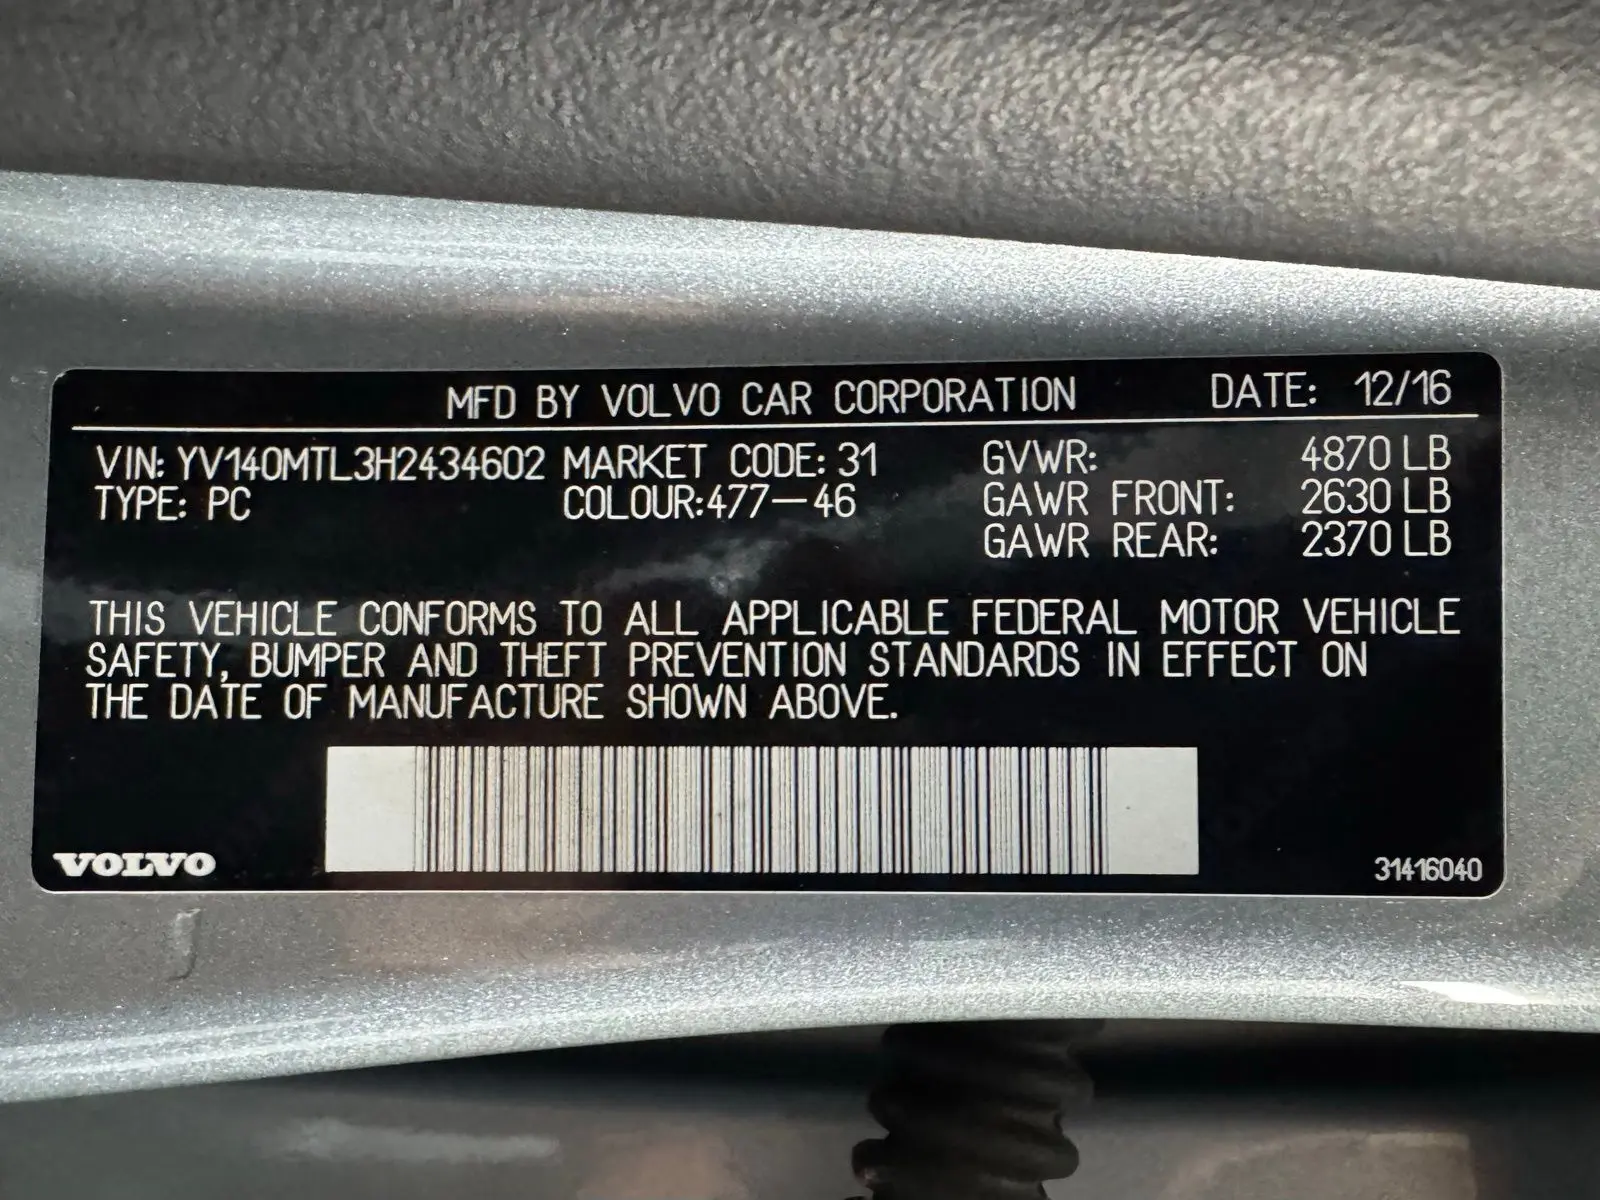 MFD BY VOLVO CAR CORPORATION DATE: 12/16
VIN: YV140MTL3H2434602 MARKET CODE: 31 GVWR: 4870 LB
TYPE: PC COLOUR:477-46 GAWR FRONT: 2630 LB
GAWR REAR: 2370 LB
THIS VEHICLE CONFORMS TO ALL APPLICABLE FEDERAL MOTOR VEHICLE
SAFETY, BUMPER AND THEFT PREVENTION STANDARDS IN EFFECT ON
THE DATE OF MANUFACTURE SHOWN ABOVE.
VOLVO
31416040